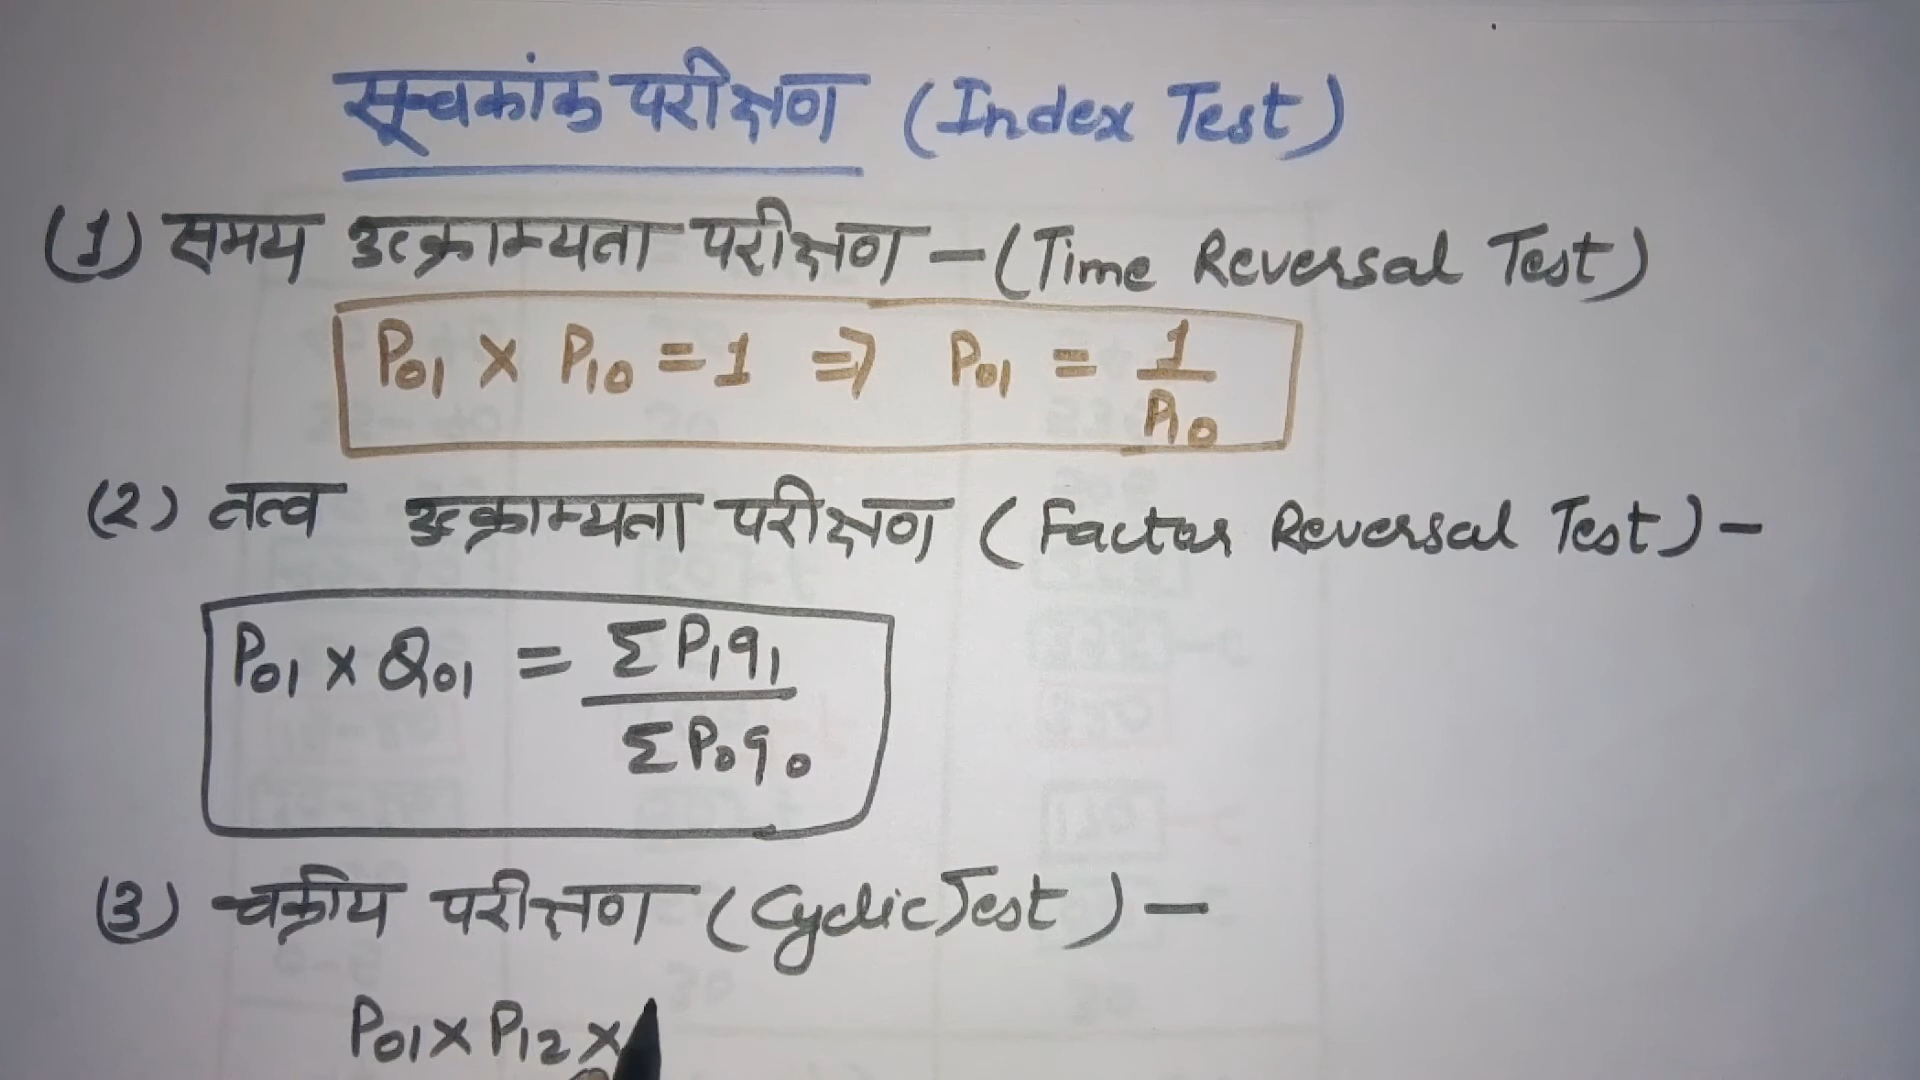 सूचकांक परीक्षण (Index Test)
(1) समय उत्क्राम्यता परीक्षण - (Time Reversal Test)
P₀₁ × P₁₀ = 1 ⇒ P₀₁ = 1/P₁₀
(2) तत्व उत्क्राम्यता परीक्षण (Factor Reversal Test) -
P₀₁ × Q₀₁ = ΣP₁q₁/ΣP₀q₀
(3) चक्रीय परीक्षण (Cyclic Test) -
P₀₁ × P₁₂ ×